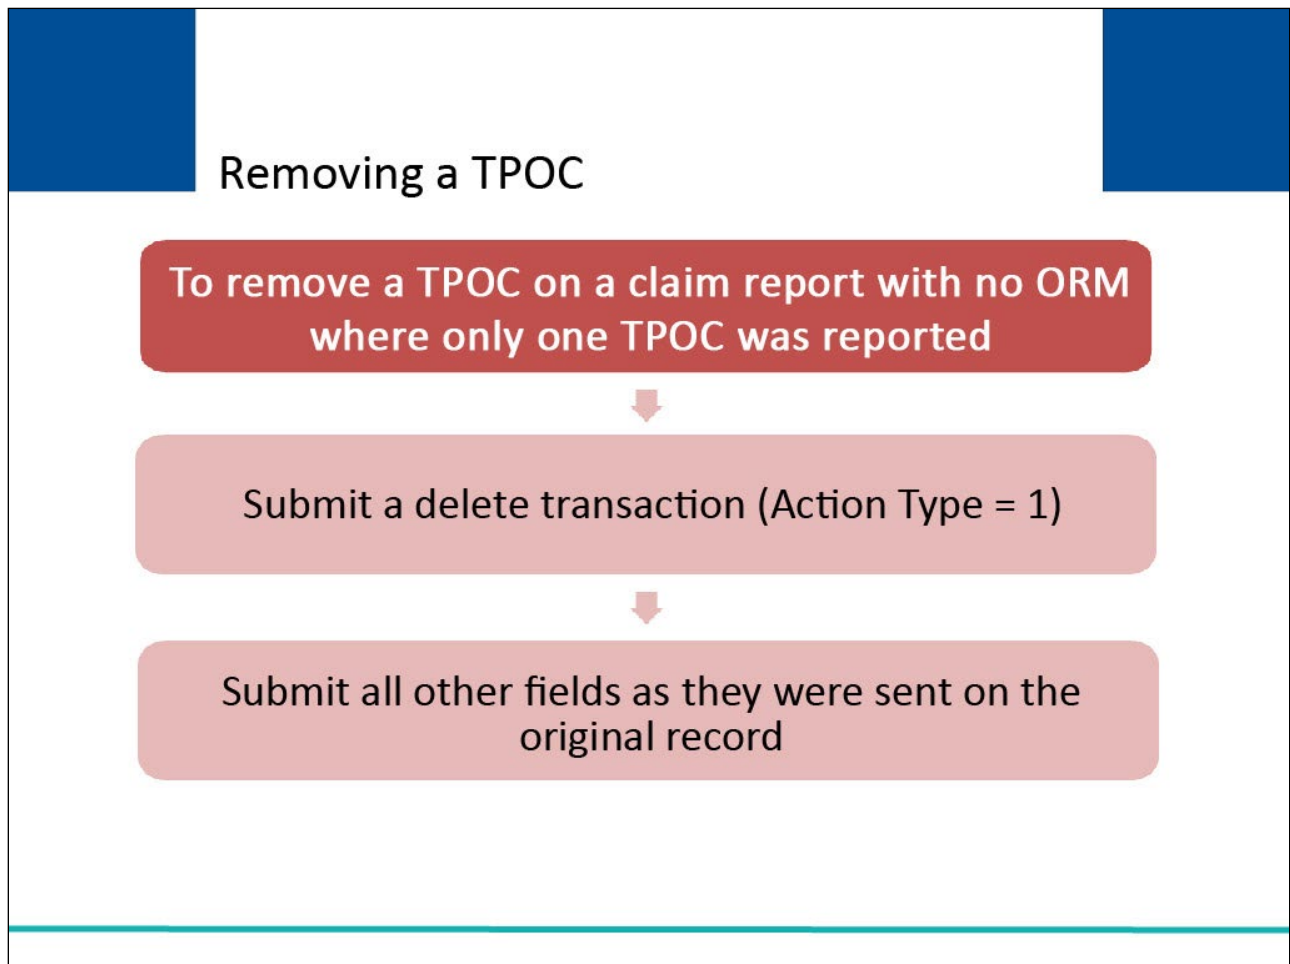 Removing a TPOC
To remove a TPOC on a claim report with no ORM
where only one TPOC was reported
Submit a delete transaction (Action Type = 1)
Submit all other fields as they were sent on the
original record